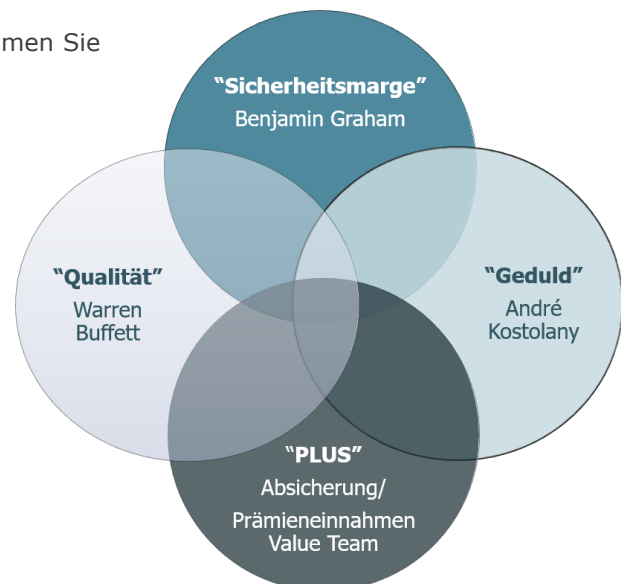 men Sie
"Sicherheitsmarge"
Benjamin Graham
"Qualität"
Warren
Buffett
"Geduld"
André
Kostolany
"PLUS"
Absicherung/
Prämieneinnahmen
Value Team